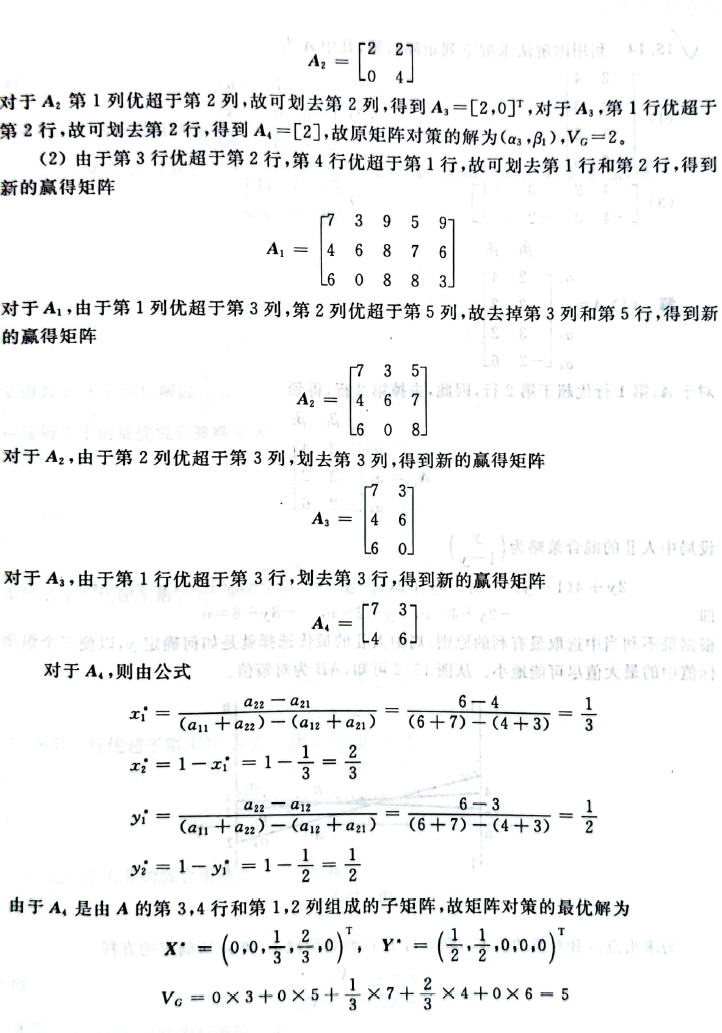 A₂ = [2 2; 0 4]
对于 A₂ 第 1 列优超于第 2 列,故可划去第 2 列,得到 A₃=[2,0]ᵀ,对于 A₃,第 1 行优超于
第 2 行,故可划去第 2 行,得到 A₄=[2],故原矩阵对策的解为(α₃,β₁),V_G=2。
(2) 由于第 3 行优超于第 2 行,第 4 行优超于第 1 行,故可划去第 1 行和第 2 行,得到
新的赢得矩阵
A₁ = [7 3 9 5 9; 4 6 8 7 6; 6 0 8 8 3]
对于 A₁,由于第 1 列优超于第 3 列,第 2 列优超于第 5 列,故去掉第 3 列和第 5 行,得到新
的赢得矩阵
A₂ = [7 3 5; 4 6 7; 6 0 8]
对于 A₂,由于第 2 列优超于第 3 列,划去第 3 列,得到新的赢得矩阵
A₃ = [7 3; 4 6; 6 0]
对于 A₃,由于第 1 行优超于第 3 行,划去第 3 行,得到新的赢得矩阵
A₄ = [7 3; 4 6]
对于 A₄,则由公式
x₁* = (a₂₂ − a₂₁)/((a₁₁ + a₂₂) − (a₁₂ + a₂₁)) = (6 − 4)/((6 + 7) − (4 + 3)) = 1/3
x₂* = 1 − x₁* = 1 − 1/3 = 2/3
y₁* = (a₂₂ − a₁₂)/((a₁₁ + a₂₂) − (a₁₂ + a₂₁)) = (6 − 3)/((6 + 7) − (4 + 3)) = 1/2
y₂* = 1 − y₁* = 1 − 1/2 = 1/2
由于 A₄ 是由 A 的第 3,4 行和第 1,2 列组成的子矩阵,故矩阵对策的最优解为
X* = (0,0,1/3,2/3,0)ᵀ, Y* = (1/2,1/2,0,0,0)ᵀ
V_G = 0×3+0×5+1/3×7+2/3×4+0×6 = 5